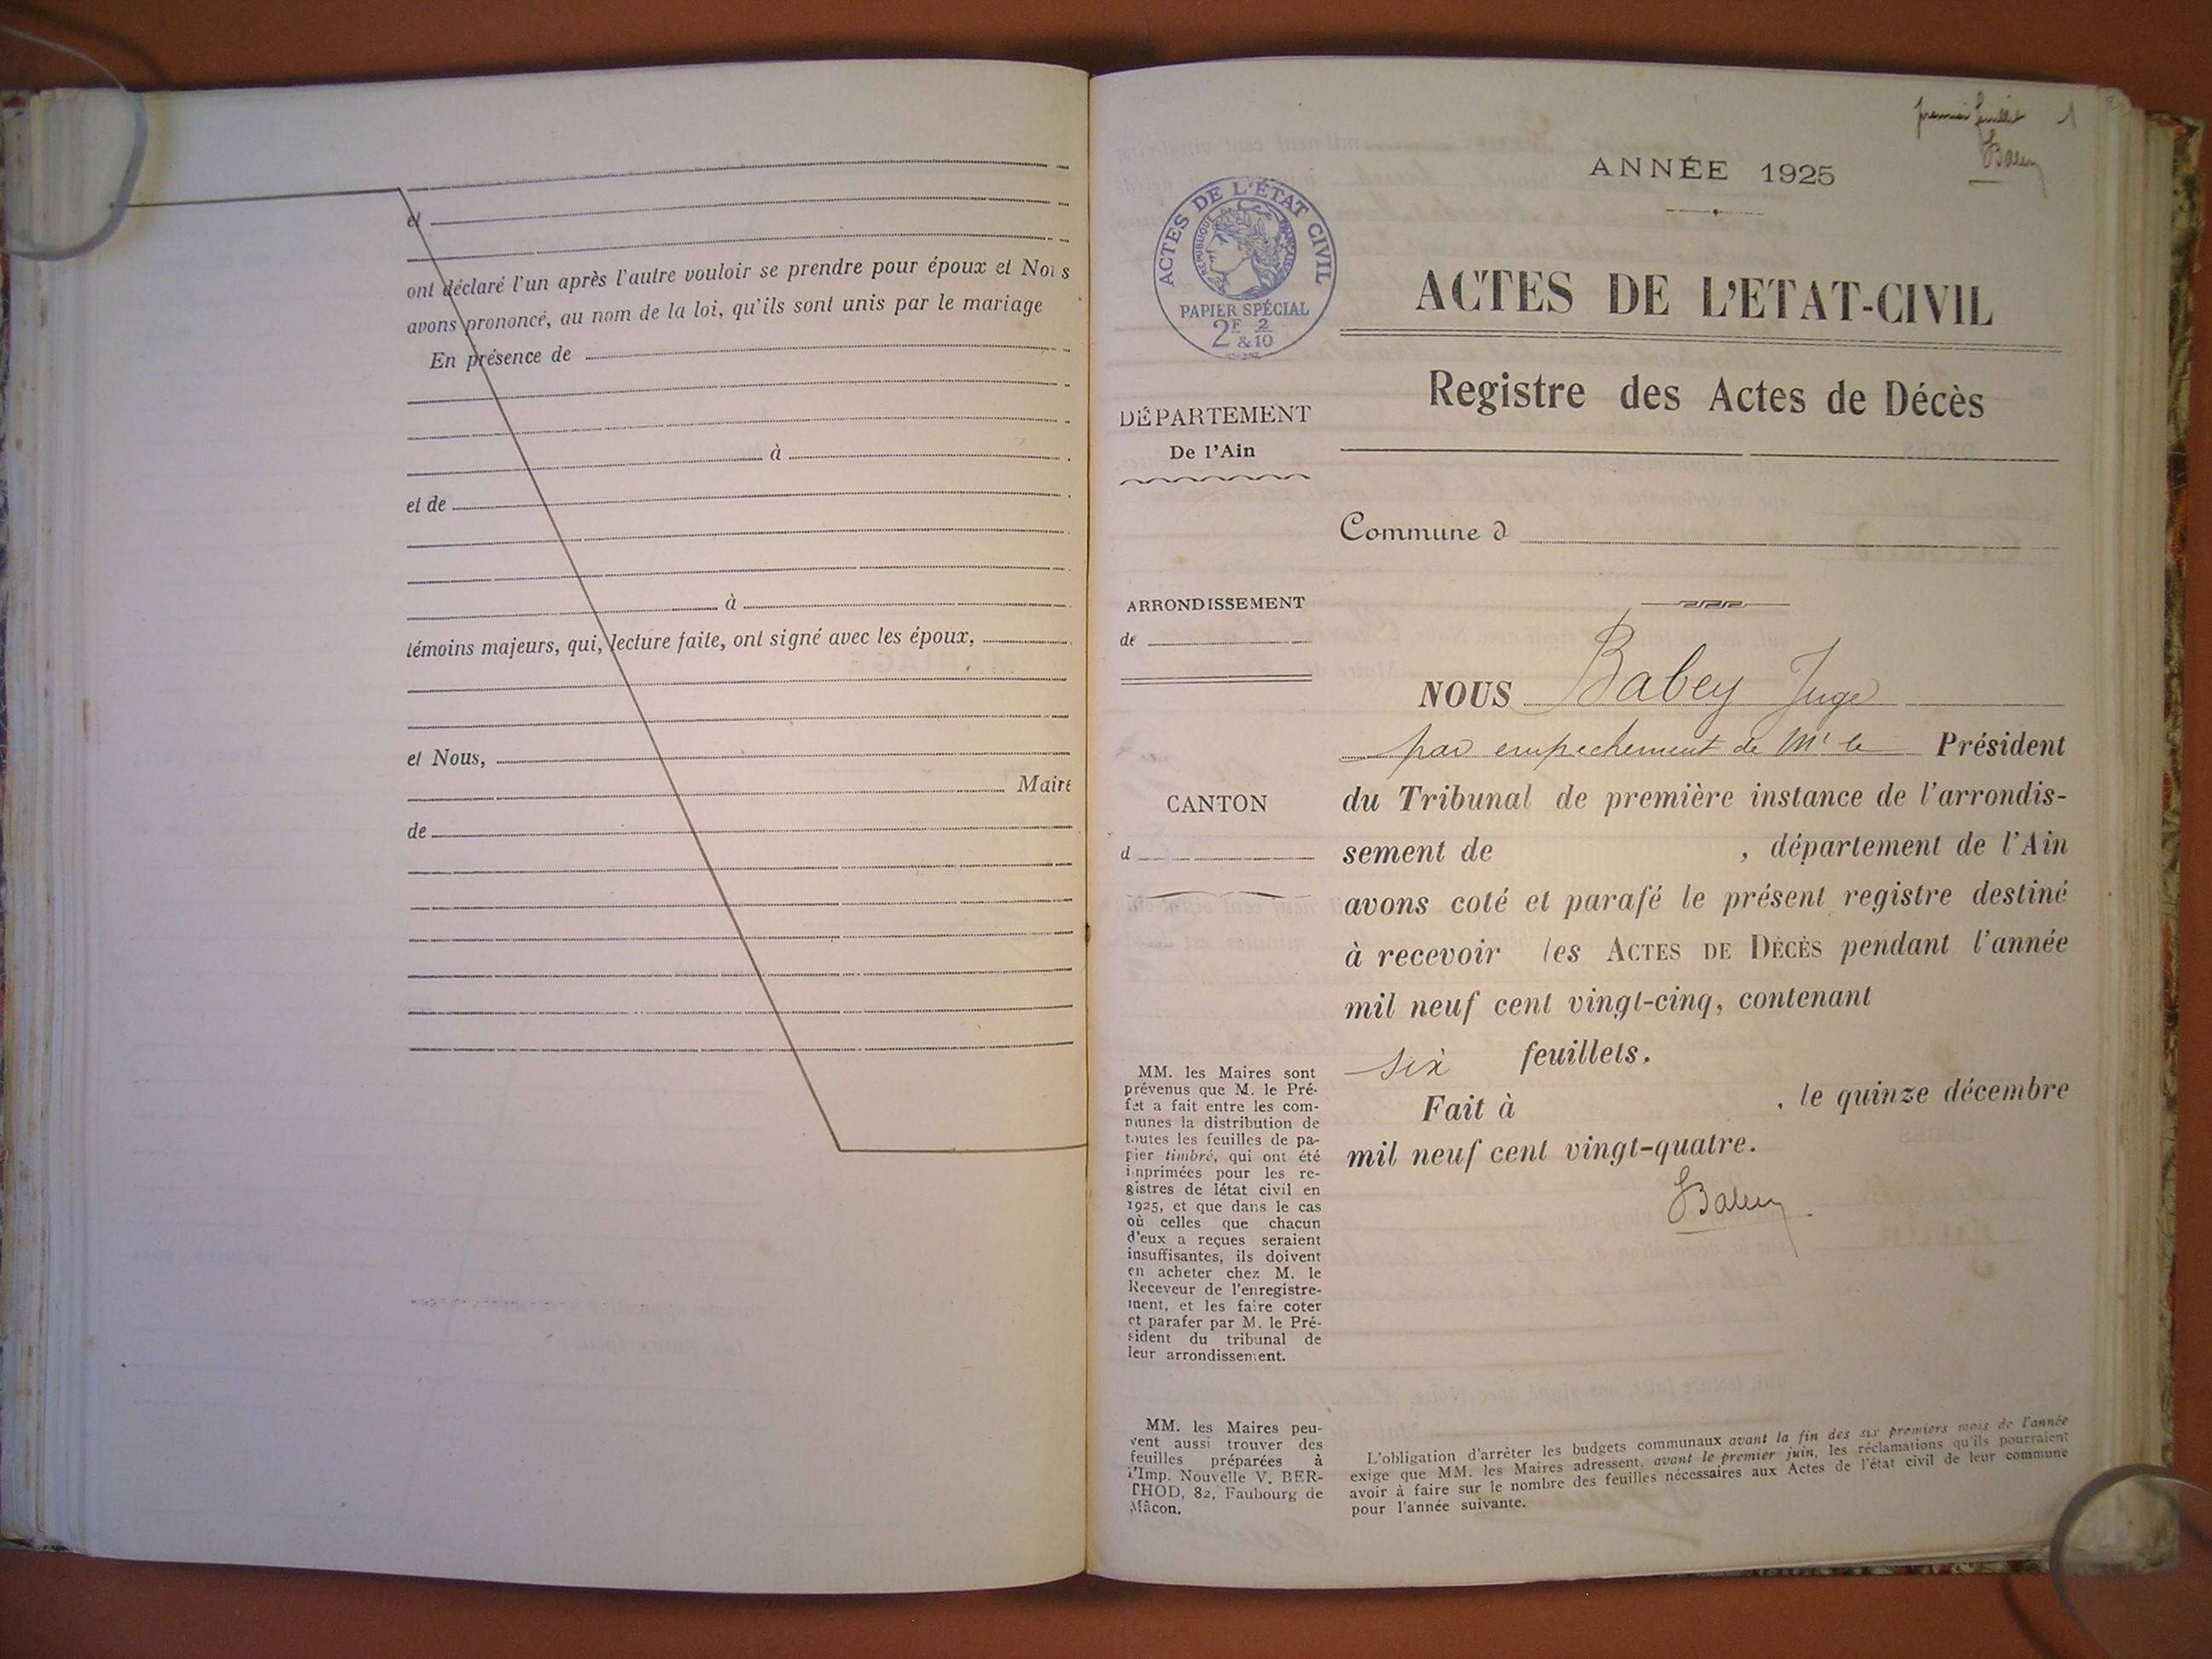 et
ont déclaré l'un après l'autre vouloir se prendre pour époux et Nous
avons prononcé, au nom de la loi, qu'ils sont unis par le mariage
En présence de
à
et de
à
témoins majeurs, qui, lecture faite, ont signé avec les époux,
et Nous,
Maire
de
premier feuillet 1
Babey
ANNÉE 1925
ACTES DE L'ÉTAT CIVIL
RÉPUBLIQUE FRANÇAISE
PAPIER SPÉCIAL
2F & 2/10
ACTES DE L'ETAT-CIVIL
Registre des Actes de Décès
DÉPARTEMENT
De l'Ain
Commune d
ARRONDISSEMENT
de
CANTON
d
NOUS Babey Juge
par empechement de Mr le Président
du Tribunal de première instance de l'arrondis-
sement de , département de l'Ain
avons coté et parafé le présent registre destiné
à recevoir les ACTES DE DÉCÈS pendant l'année
mil neuf cent vingt-cinq, contenant
six feuillets.
Fait à , le quinze décembre
mil neuf cent vingt-quatre.
Babey
MM. les Maires sont
prévenus que M. le Pré-
fet a fait entre les com-
munes la distribution de
toutes les feuilles de pa-
pier timbré, qui ont été
imprimées pour les re-
gistres de létat civil en
1925, et que dans le cas
où celles que chacun
d'eux a reçues seraient
insuffisantes, ils doivent
en acheter chez M. le
Receveur de l'enregistre-
ment, et les faire coter
et parafer par M. le Pré-
sident du tribunal de
leur arrondissement.
MM. les Maires peu-
vent aussi trouver des
feuilles préparées à
l'Imp. Nouvelle V. BER-
THOD, 82, Faubourg de
Mâcon.
L'obligation d'arrêter les budgets communaux avant la fin des six premiers mois de l'année
exige que MM. les Maires adressent, avant le premier juin, les réclamations qu'ils pourraient
avoir à faire sur le nombre des feuilles nécessaires aux Actes de l'état civil de leur commune
pour l'année suivante.